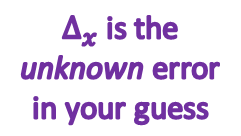 Δₓ is the
unknown error
in your guess